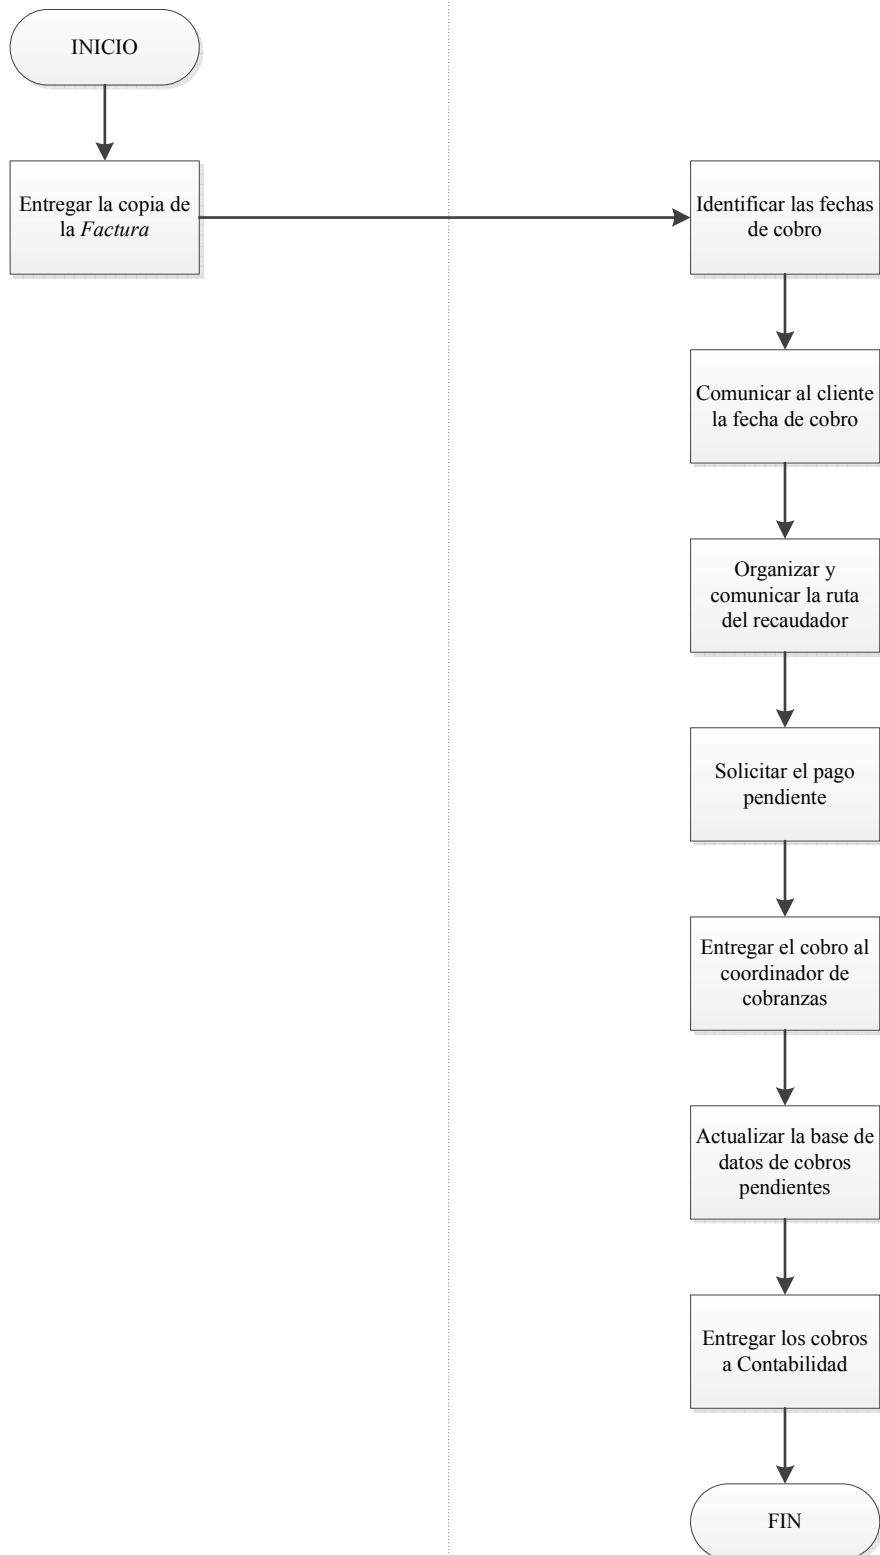 INICIO
Entregar la copia de
la Factura
Identificar las fechas
de cobro
Comunicar al cliente
la fecha de cobro
Organizar y
comunicar la ruta
del recaudador
Solicitar el pago
pendiente
Entregar el cobro al
coordinador de
cobranzas
Actualizar la base de
datos de cobros
pendientes
Entregar los cobros
a Contabilidad
FIN